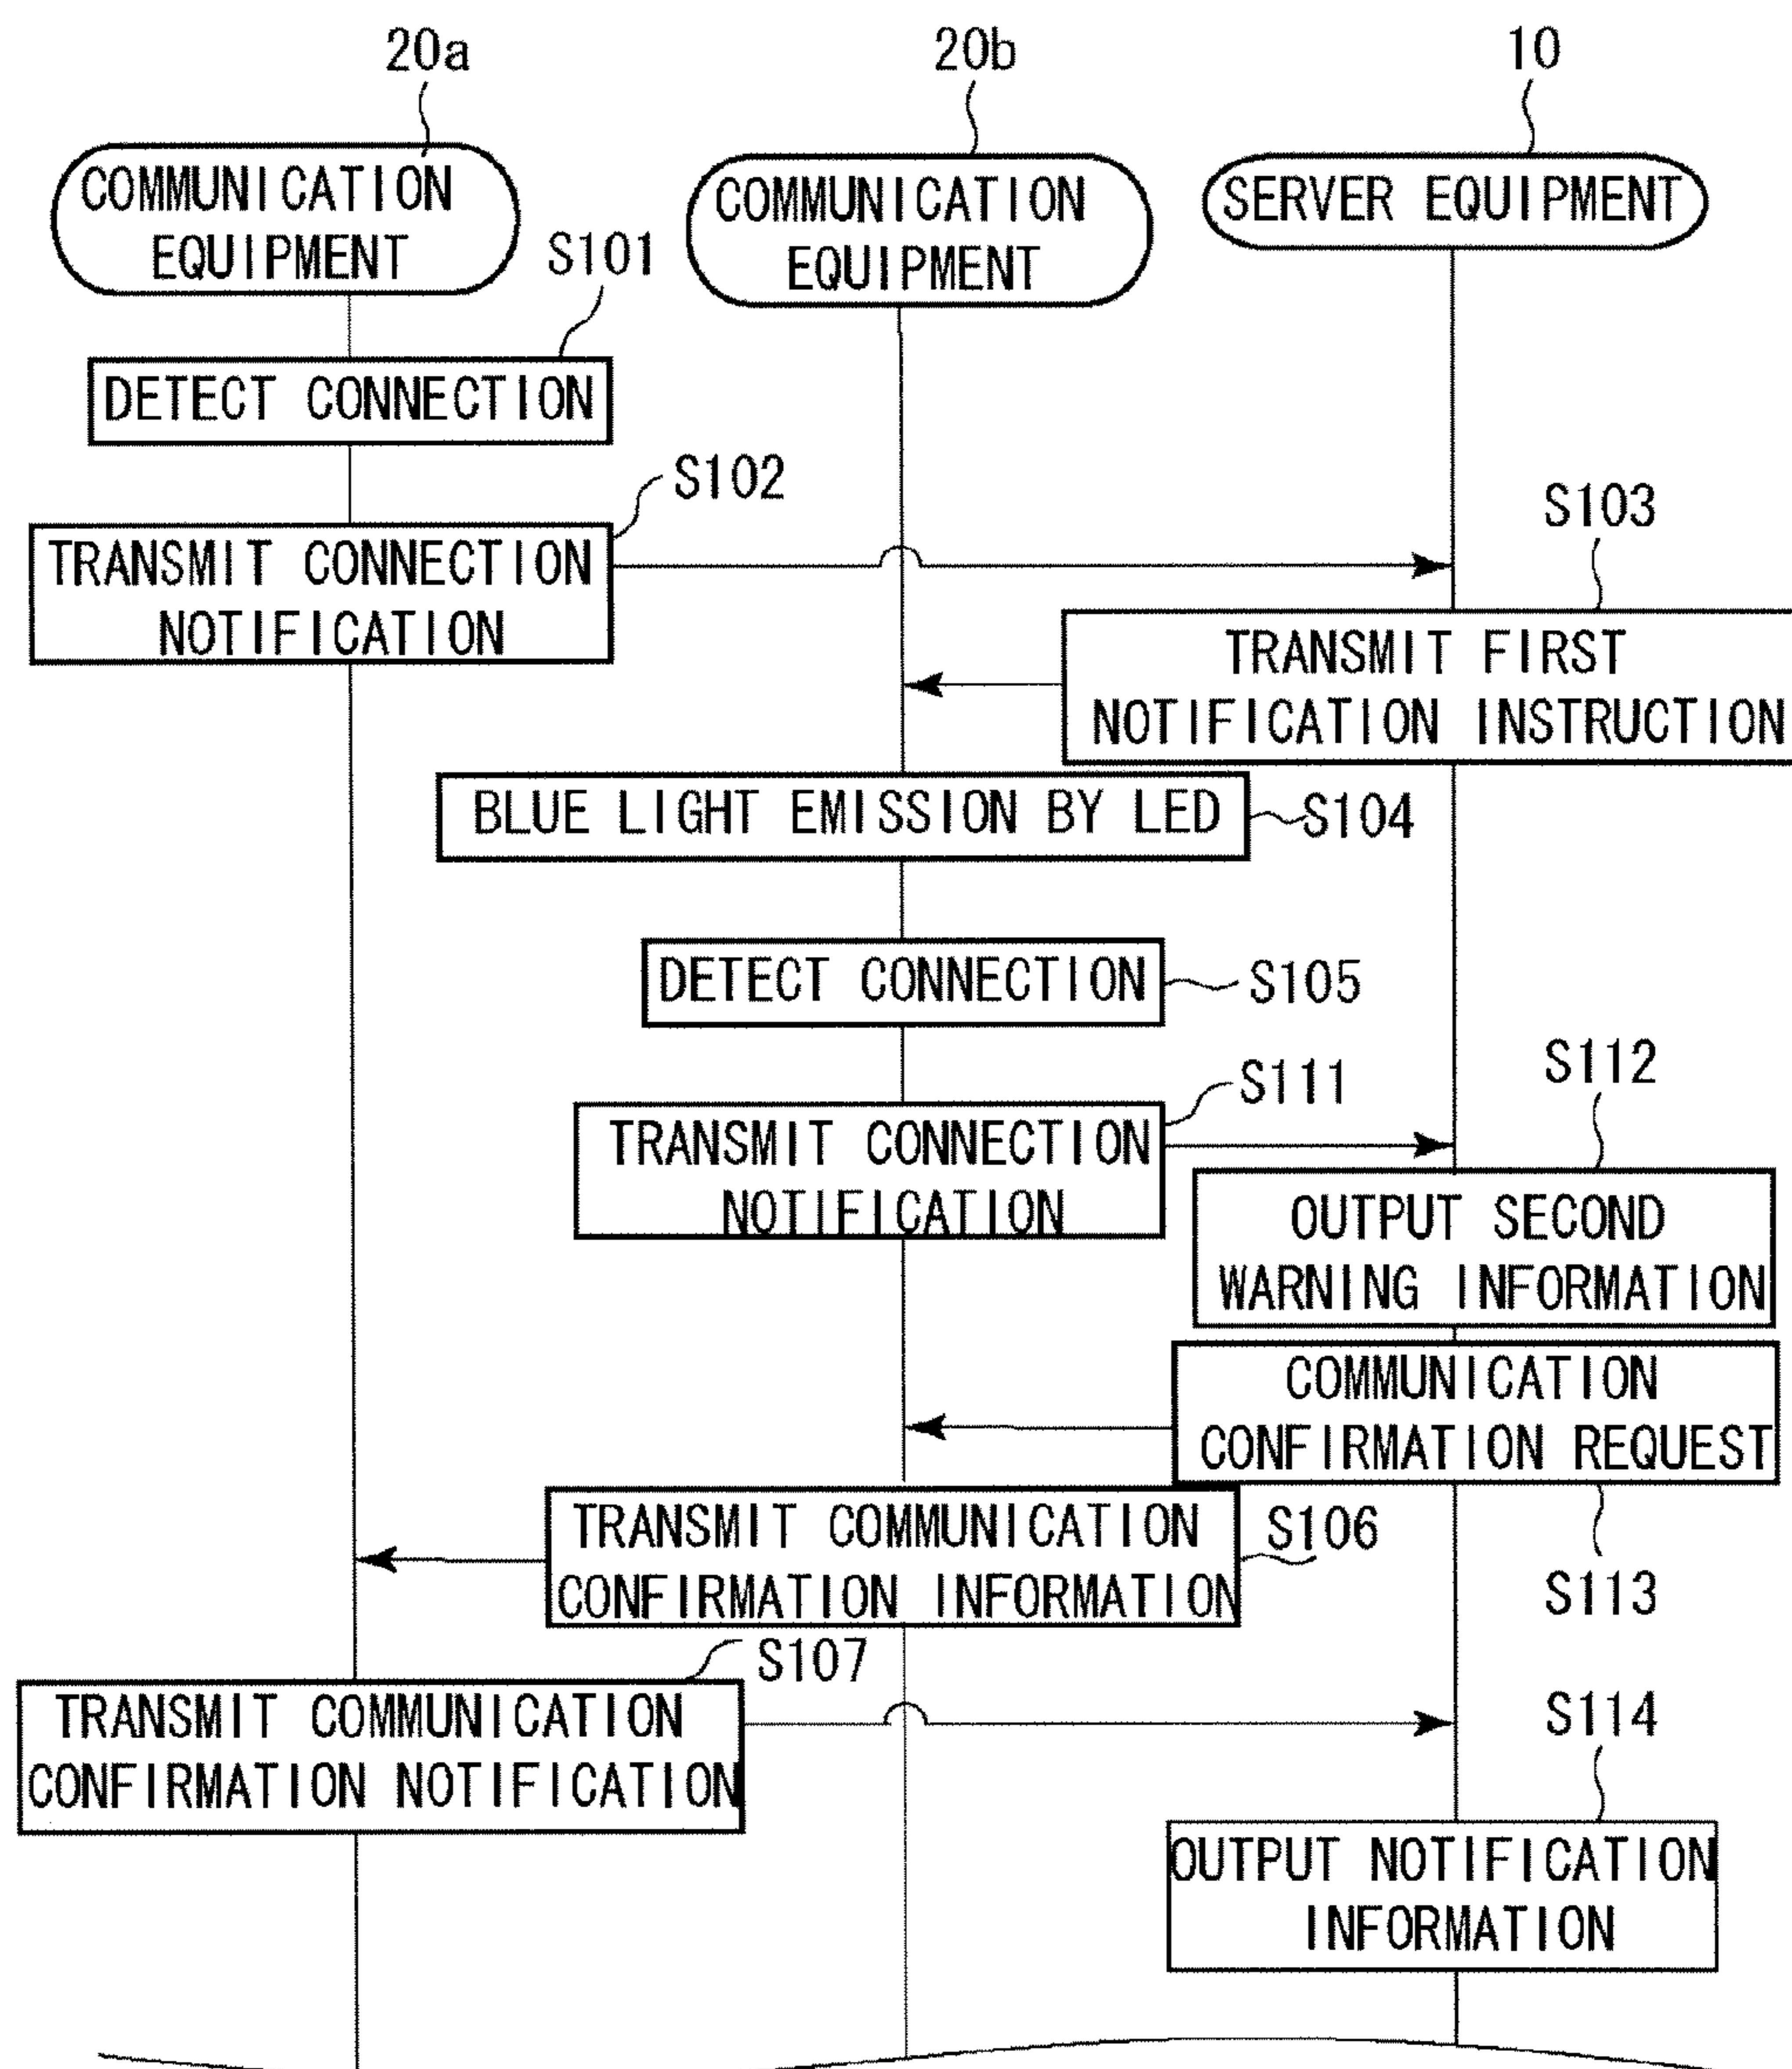 20a
20b
10
COMMUNICATION
EQUIPMENT
COMMUNICATION
EQUIPMENT
SERVER EQUIPMENT
S101
DETECT CONNECTION
S102
TRANSMIT CONNECTION
NOTIFICATION
S103
TRANSMIT FIRST
NOTIFICATION INSTRUCTION
BLUE LIGHT EMISSION BY LED
S104
DETECT CONNECTION
S105
S111
TRANSMIT CONNECTION
NOTIFICATION
S112
OUTPUT SECOND
WARNING INFORMATION
COMMUNICATION
CONFIRMATION REQUEST
S113
TRANSMIT COMMUNICATION
CONFIRMATION INFORMATION
S106
S107
TRANSMIT COMMUNICATION
CONFIRMATION NOTIFICATION
S114
OUTPUT NOTIFICATION
INFORMATION